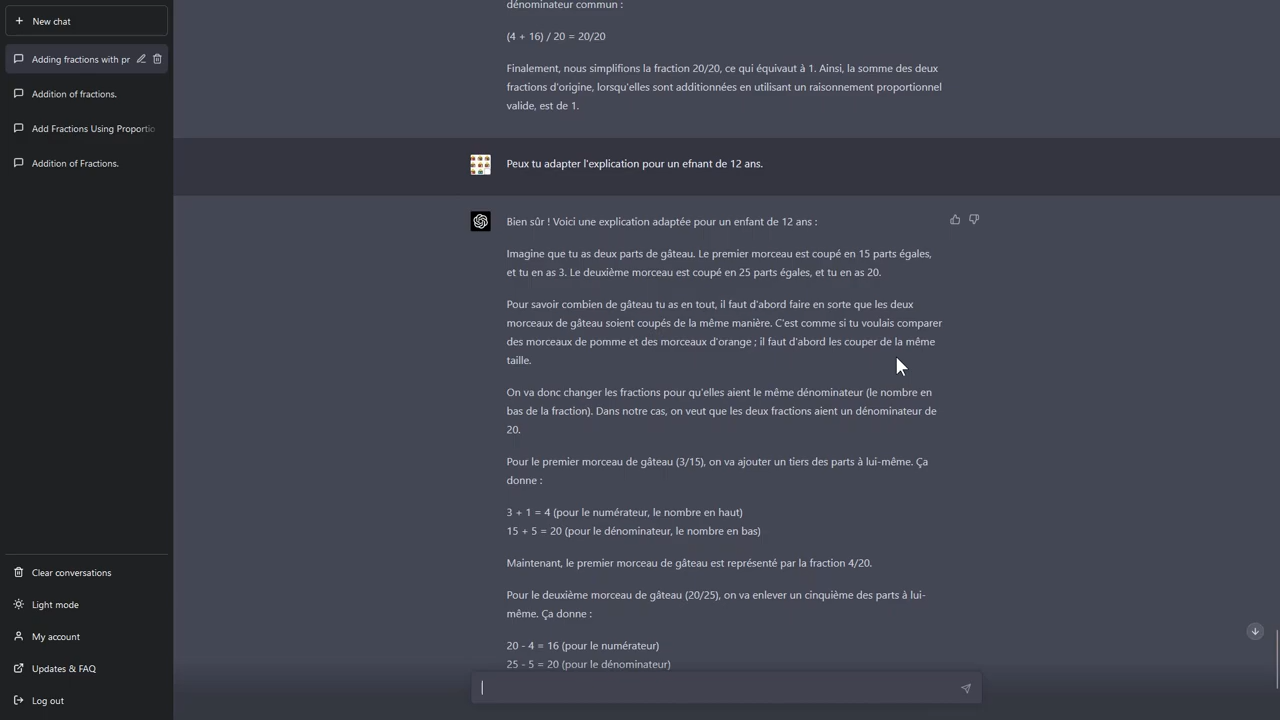 New chat
Adding fractions with pr
Addition of fractions.
Add Fractions Using Proportio
Addition of Fractions.
Clear conversations
Light mode
My account
Updates & FAQ
Log out
dénominateur commun :
(4 + 16) / 20 = 20/20
Finalement, nous simplifions la fraction 20/20, ce qui équivaut à 1. Ainsi, la somme des deux
fractions d'origine, lorsqu'elles sont additionnées en utilisant un raisonnement proportionnel
valide, est de 1.
Peux tu adapter l'explication pour un efnant de 12 ans.
Bien sûr ! Voici une explication adaptée pour un enfant de 12 ans :
Imagine que tu as deux parts de gâteau. Le premier morceau est coupé en 15 parts égales,
et tu en as 3. Le deuxième morceau est coupé en 25 parts égales, et tu en as 20.
Pour savoir combien de gâteau tu as en tout, il faut d'abord faire en sorte que les deux
morceaux de gâteau soient coupés de la même manière. C'est comme si tu voulais comparer
des morceaux de pomme et des morceaux d'orange ; il faut d'abord les couper de la même
taille.
On va donc changer les fractions pour qu'elles aient le même dénominateur (le nombre en
bas de la fraction). Dans notre cas, on veut que les deux fractions aient un dénominateur de
20.
Pour le premier morceau de gâteau (3/15), on va ajouter un tiers des parts à lui-même. Ça
donne :
3 + 1 = 4 (pour le numérateur, le nombre en haut)
15 + 5 = 20 (pour le dénominateur, le nombre en bas)
Maintenant, le premier morceau de gâteau est représenté par la fraction 4/20.
Pour le deuxième morceau de gâteau (20/25), on va enlever un cinquième des parts à lui-
même. Ça donne :
20 - 4 = 16 (pour le numérateur)
25 - 5 = 20 (pour le dénominateur)